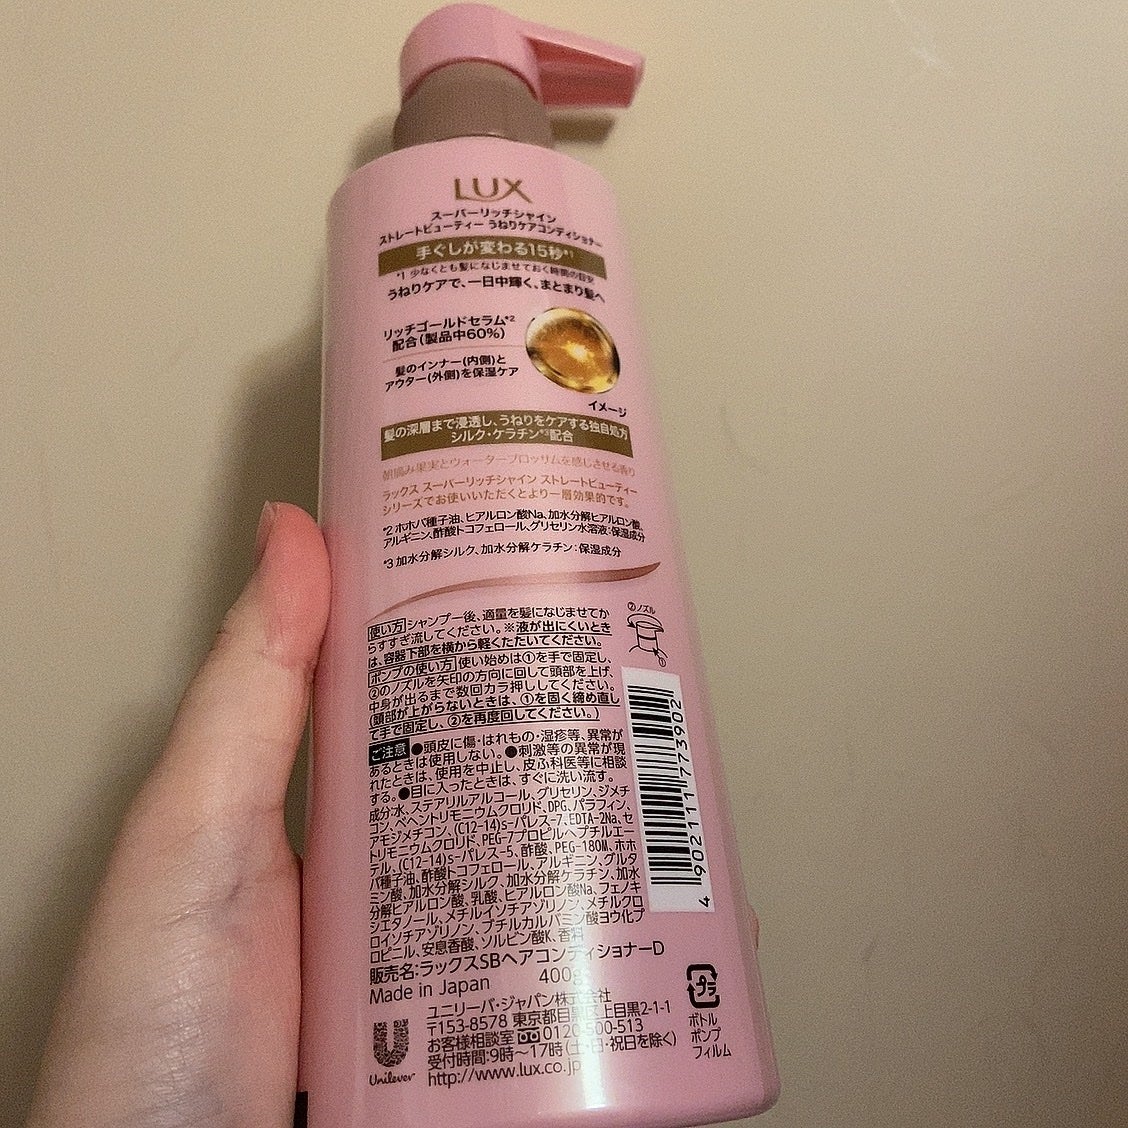 LUX
スーパーリッチシャイン
ストレートビューティー うねりケアコンディショナー
手ぐしが変わる15秒*1
*1 少なくとも髪になじませておく時間の目安
うねりケアで、一日中輝く、まとまり髪へ
リッチゴールドセラム*2
配合(製品中60%)
髪のインナー(内側)と
アウター(外側)を保湿ケア
イメージ
髪の深層まで浸透し、うねりをケアする独自処方
シルク・ケラチン*3配合
朝摘み果実とウォーターブロッサムを感じさせる香り
ラックス スーパーリッチシャイン ストレートビューティー
シリーズでお使いいただくとより一層効果的です。
*2 ホホバ種子油、ヒアルロン酸Na、加水分解ヒアルロン酸、
アルギニン、酢酸トコフェロール、グリセリン水溶液:保湿成分
*3 加水分解シルク、加水分解ケラチン:保湿成分
使い方 シャンプー後、適量を髪になじませてか
らすすぎ流してください。※液が出にくいとき
は、容器下部を横から軽くたたいてください。
ポンプの使い方 使い始めは①を手で固定し、
②のノズルを矢印の方向に回して頭部を上げ、
中身が出るまで数回カラ押ししてください。
(頭部が上がらないときは、①を固く締め直し
て手で固定し、②を再度回してください。)
②ノズル
①
ご注意 ●頭皮に傷・はれもの・湿疹等、異常が
あるときは使用しない。●刺激等の異常が現
れたときは、使用を中止し、皮ふ科医等に相談
する。●目に入ったときは、すぐに洗い流す。
成分:水、ステアリルアルコール、グリセリン、ジメチ
コン、ベヘントリモニウムクロリド、DPG、パラフィン、
アモジメチコン、(C12-14)s-パレス-7、EDTA-2Na、セ
トリモニウムクロリド、PEG-7プロピルヘプチルエー
テル、(C12-14)s-パレス-5、酢酸、PEG-180M、ホホ
バ種子油、酢酸トコフェロール、アルギニン、グルタ
ミン酸、加水分解シルク、加水分解ケラチン、加水
分解ヒアルロン酸、乳酸、ヒアルロン酸Na、フェノキ
シエタノール、メチルイソチアゾリノン、メチルクロ
ロイソチアゾリノン、ブチルカルバミン酸ヨウ化プ
ロピニル、安息香酸、ソルビン酸K、香料
販売名:ラックスSBヘアコンディショナーD
Made in Japan 400g
ユニリーバ・ジャパン株式会社
〒153-8578 東京都目黒区上目黒2-1-1
お客様相談室 0120-500-513
受付時間:9時〜17時(土・日・祝日を除く)
http://www.lux.co.jp
Unilever
4 902111 773902
プラ
ボトル
ポンプ
フィルム